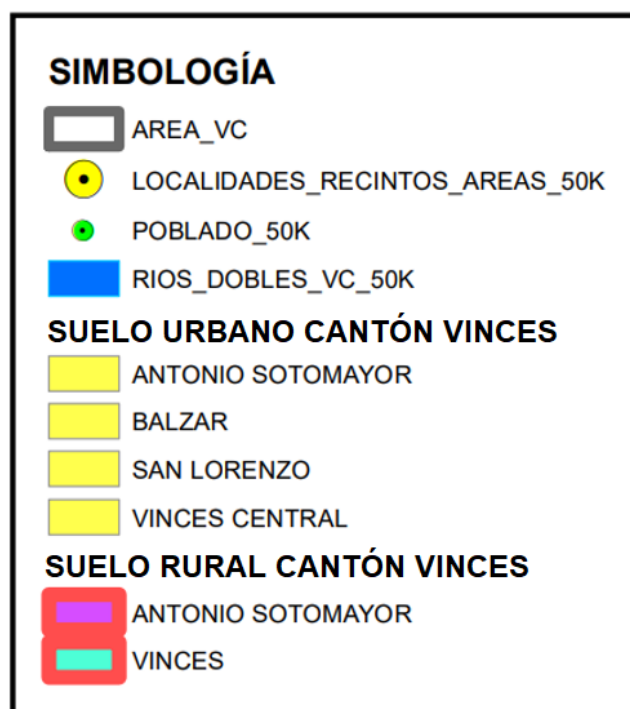 SIMBOLOGÍA
AREA_VC
LOCALIDADES_RECINTOS_AREAS_50K
POBLADO_50K
RIOS_DOBLES_VC_50K
SUELO URBANO CANTÓN VINCES
ANTONIO SOTOMAYOR
BALZAR
SAN LORENZO
VINCES CENTRAL
SUELO RURAL CANTÓN VINCES
ANTONIO SOTOMAYOR
VINCES